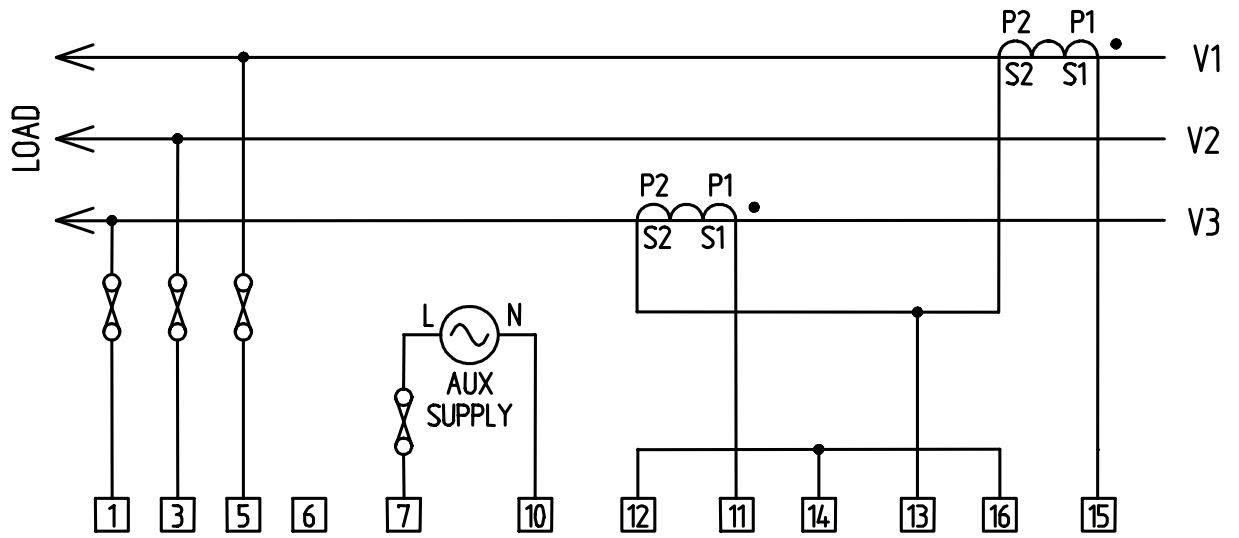 P2 P1
S2 S1
V1
LOAD
V2
P2 P1
S2 S1
V3
L N
AUX
SUPPLY
1 3 5 6 7 10 12 11 14 13 16 15